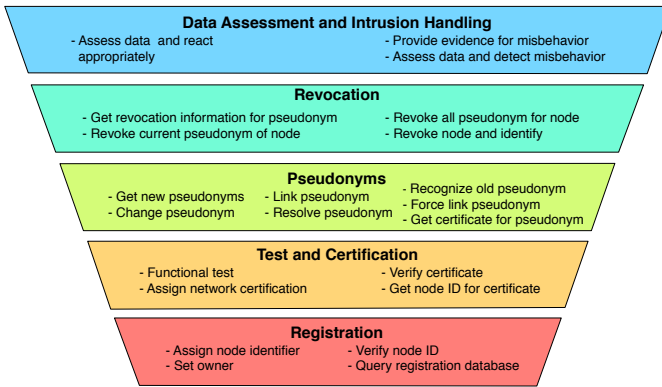 Data Assessment and Intrusion Handling
- Assess data and react
appropriately
- Provide evidence for misbehavior
- Assess data and detect misbehavior
Revocation
- Get revocation information for pseudonym
- Revoke current pseudonym of node
- Revoke all pseudonym for node
- Revoke node and identify
Pseudonyms
- Get new pseudonyms
- Change pseudonym
- Link pseudonym
- Resolve pseudonym
- Recognize old pseudonym
- Force link pseudonym
- Get certificate for pseudonym
Test and Certification
- Functional test
- Assign network certification
- Verify certificate
- Get node ID for certificate
Registration
- Assign node identifier
- Set owner
- Verify node ID
- Query registration database